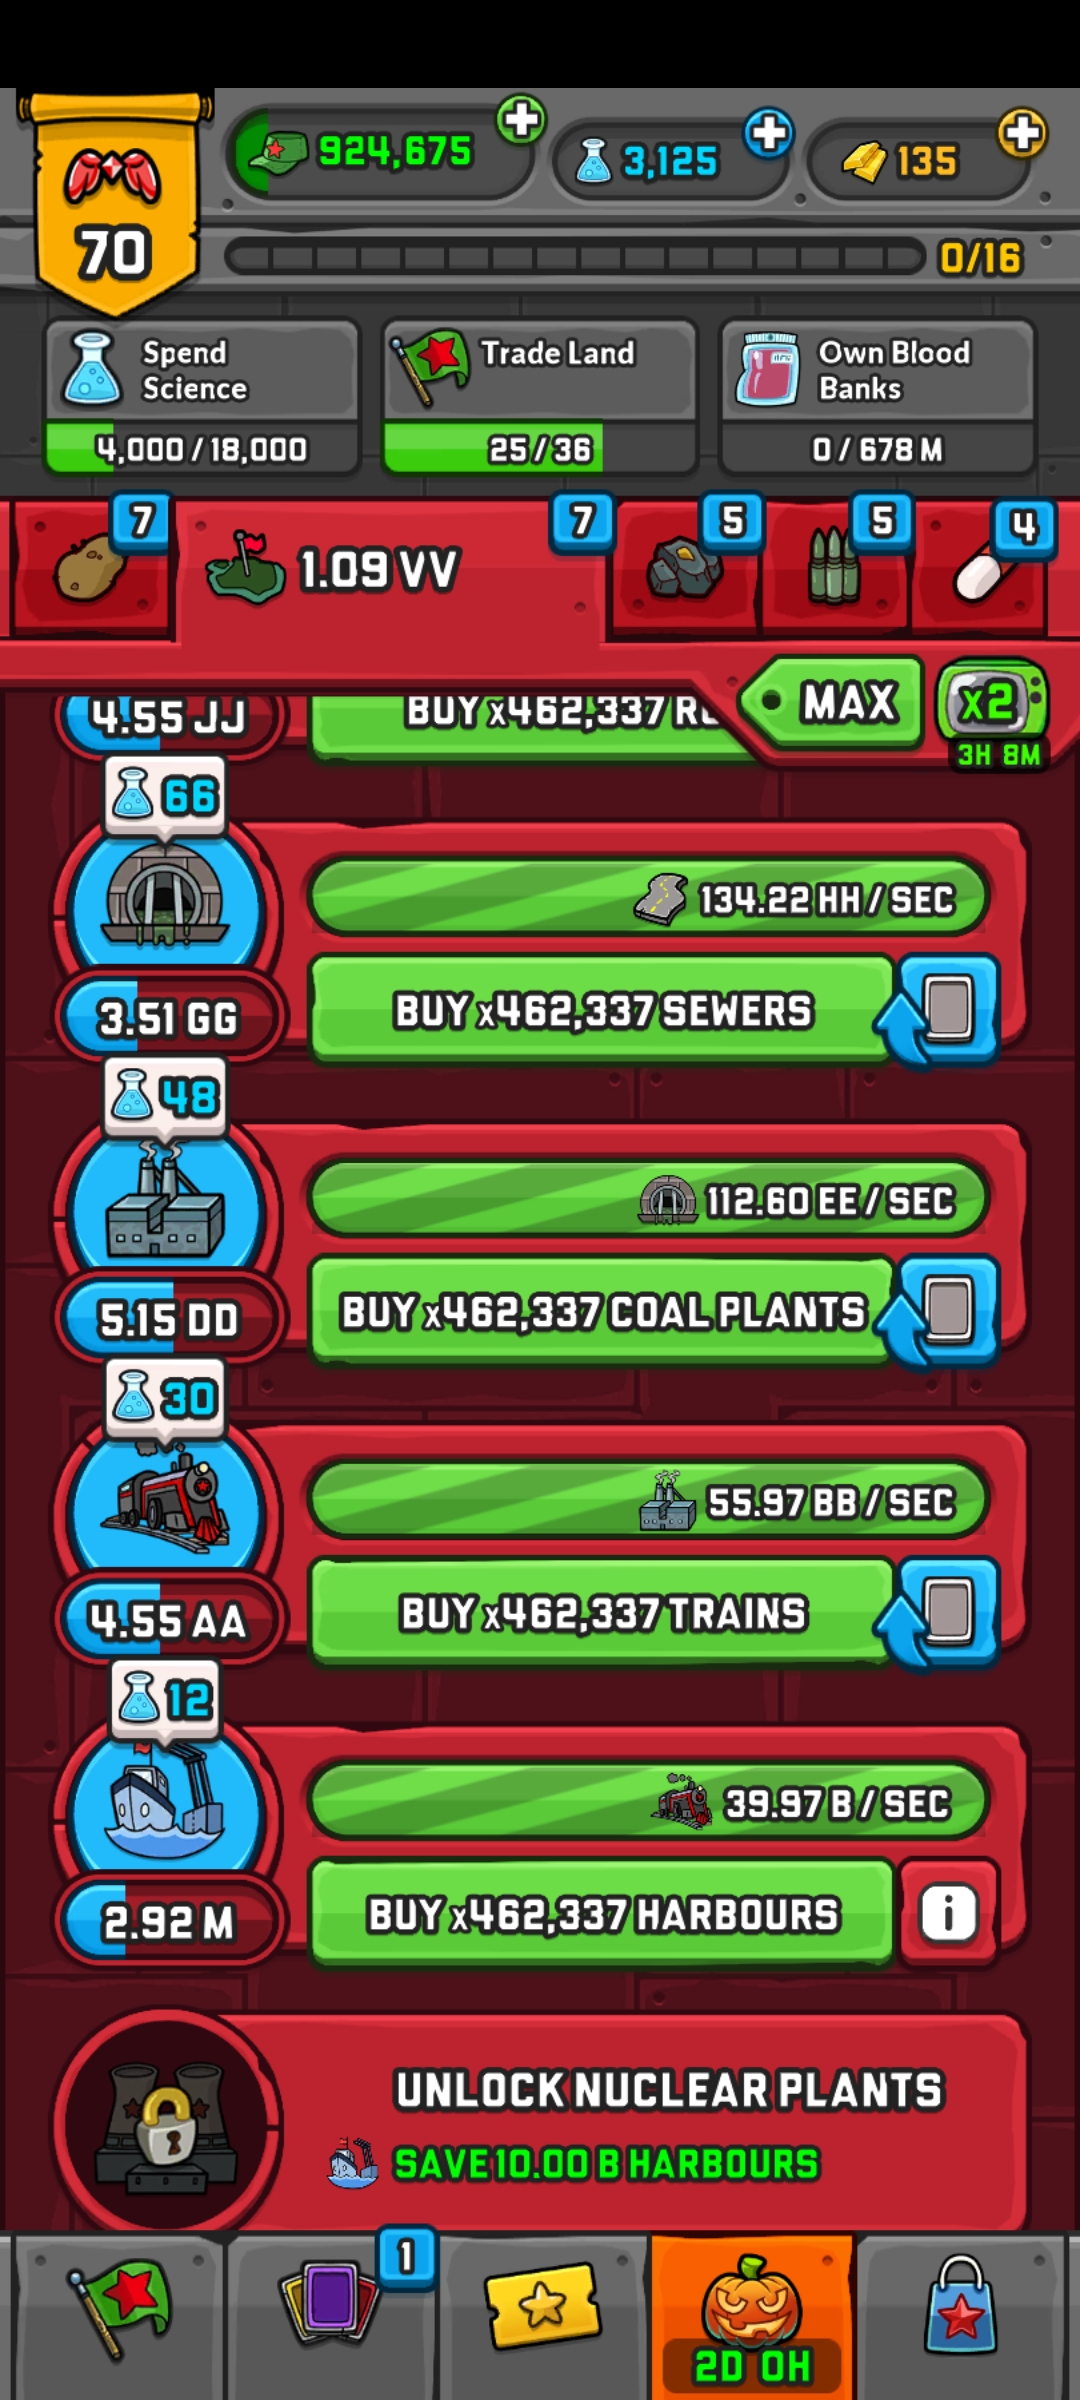 70
924,675
3,125
135
0/16
Spend
Science
4,000/18,000
Trade Land
25/36
Own Blood
Banks
0/678 M
7
1.09 VV
7
5
5
4
MAX
x2
3H 8M
4.55 JJ
BUY x462,337 RO
66
134.22 HH/SEC
BUY x462,337 SEWERS
3.51 GG
48
112.60 EE/SEC
BUY x462,337 COAL PLANTS
5.15 DD
30
55.97 BB/SEC
BUY x462,337 TRAINS
4.55 AA
12
39.97 B/SEC
BUY x462,337 HARBOURS
i
2.92 M
UNLOCK NUCLEAR PLANTS
SAVE 10.00 B HARBOURS
1
2D 0H